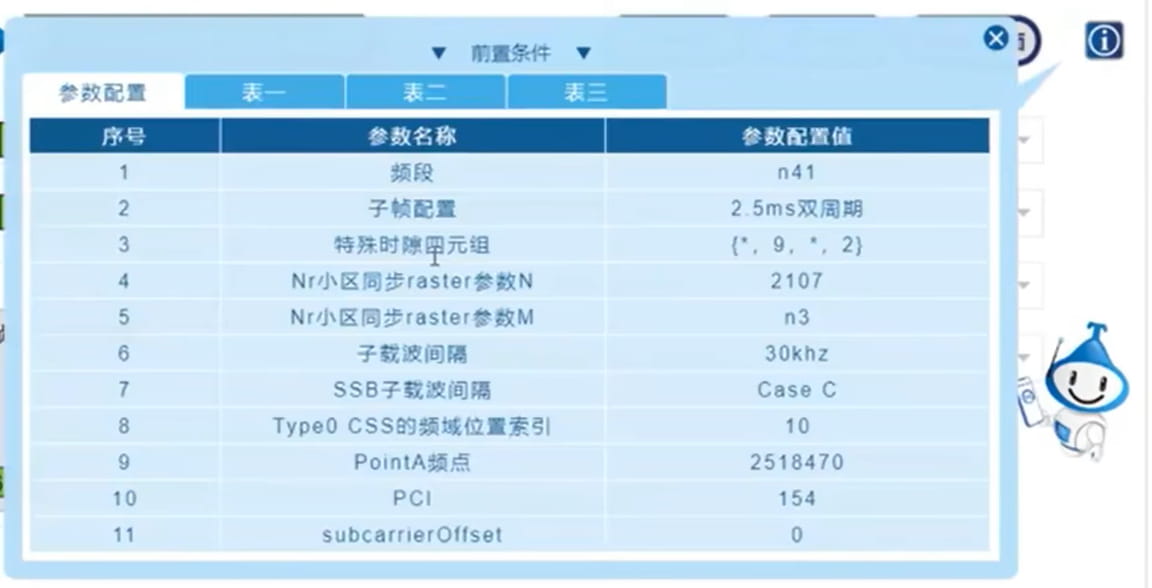 ▼ 前置条件 ▼
参数配置 表一 表二 表三
序号 参数名称 参数配置值
1 频段 n41
2 子帧配置 2.5ms双周期
3 特殊时隙四元组 {*, 9, *, 2}
4 Nr小区同步raster参数N 2107
5 Nr小区同步raster参数M n3
6 子载波间隔 30khz
7 SSB子载波间隔 Case C
8 Type0 CSS的频域位置索引 10
9 PointA频点 2518470
10 PCI 154
11 subcarrierOffset 0